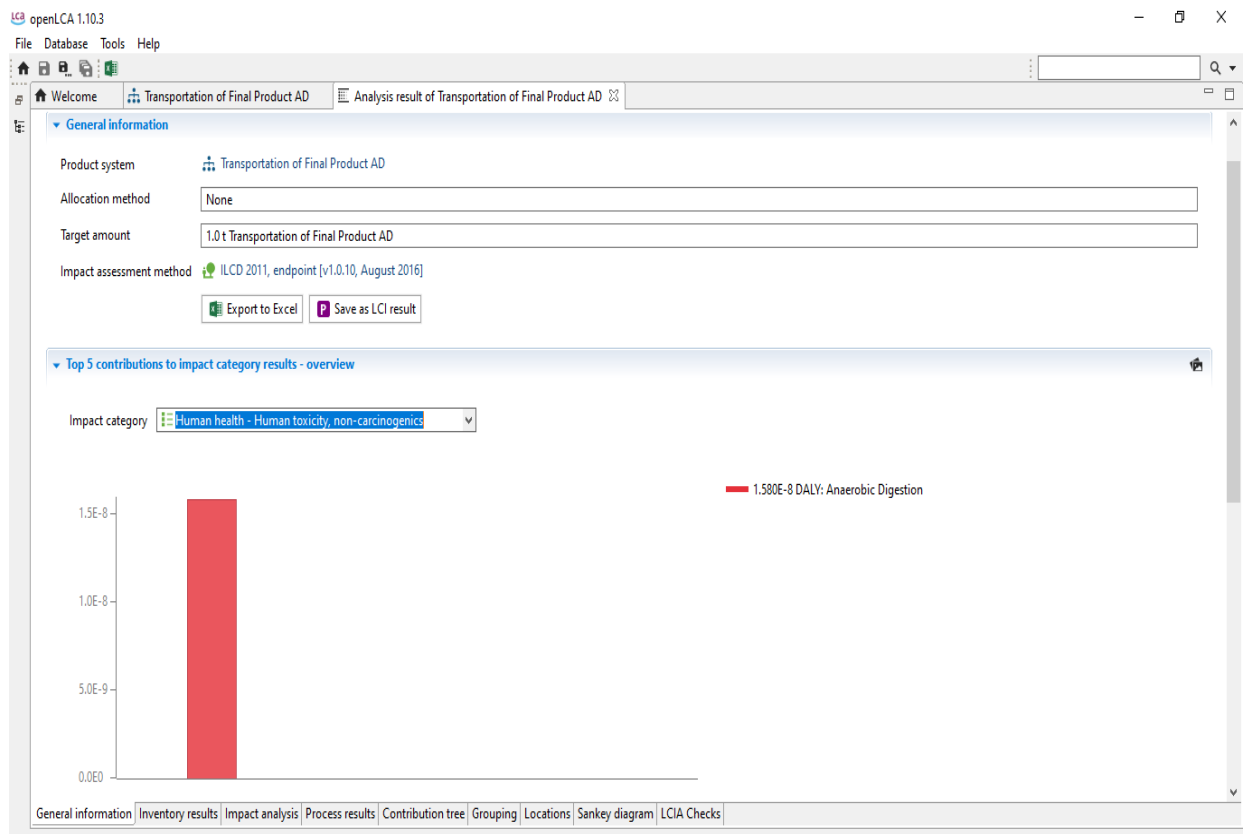 LCa openLCA 1.10.3
File Database Tools Help
Welcome Transportation of Final Product AD Analysis result of Transportation of Final Product AD
General information
Product system Transportation of Final Product AD
Allocation method None
Target amount 1.0 t Transportation of Final Product AD
Impact assessment method ILCD 2011, endpoint [v1.0.10, August 2016]
Export to Excel P Save as LCI result
Top 5 contributions to impact category results - overview
Impact category Human health - Human toxicity, non-carcinogenics
1.580E-8 DALY: Anaerobic Digestion
1.5E-8
1.0E-8
5.0E-9
0.0E0
General information Inventory results Impact analysis Process results Contribution tree Grouping Locations Sankey diagram LCIA Checks